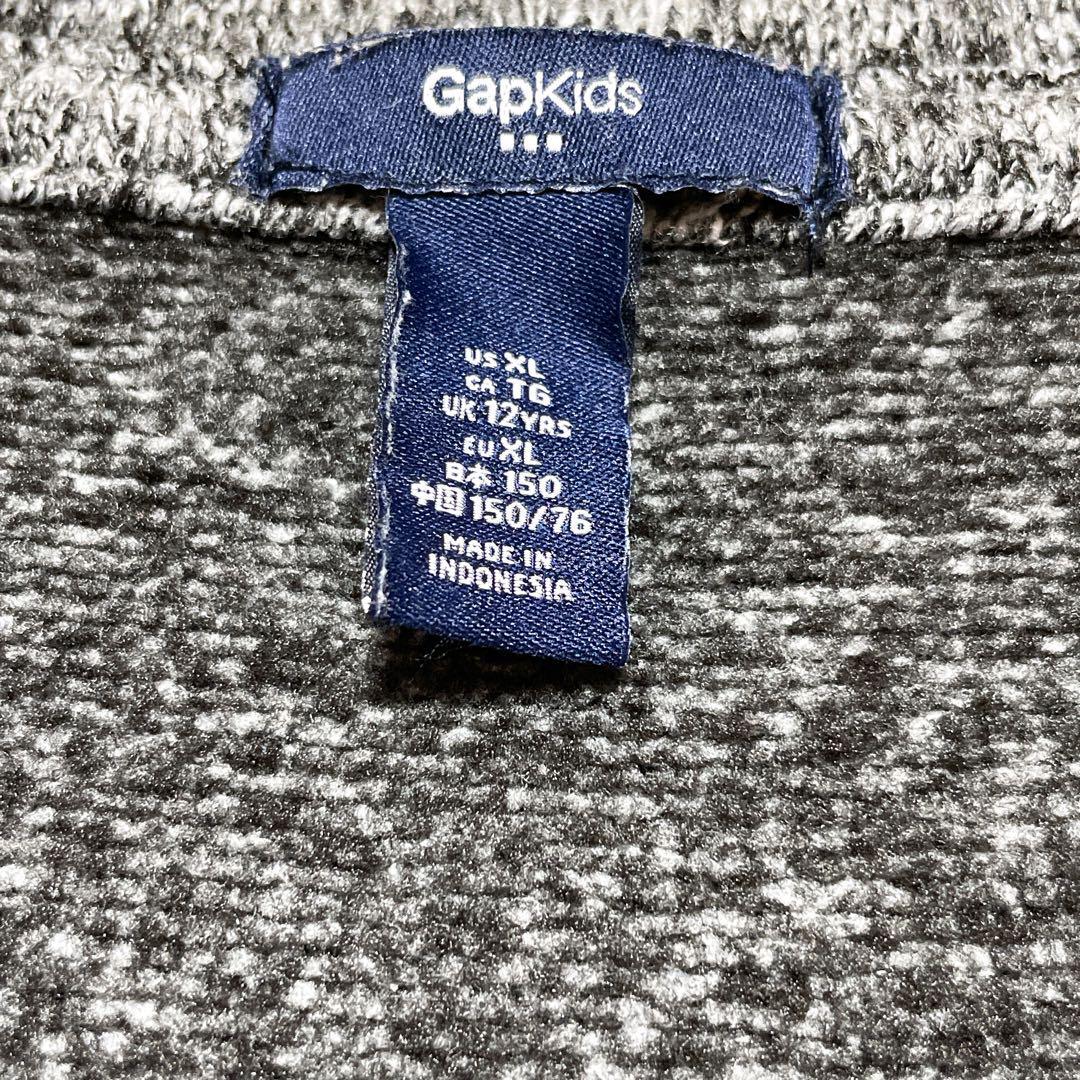 GapKids
US XL
CA TG
UK 12YRS
EU XL
日本 150
中国 150/76
MADE IN
INDONESIA